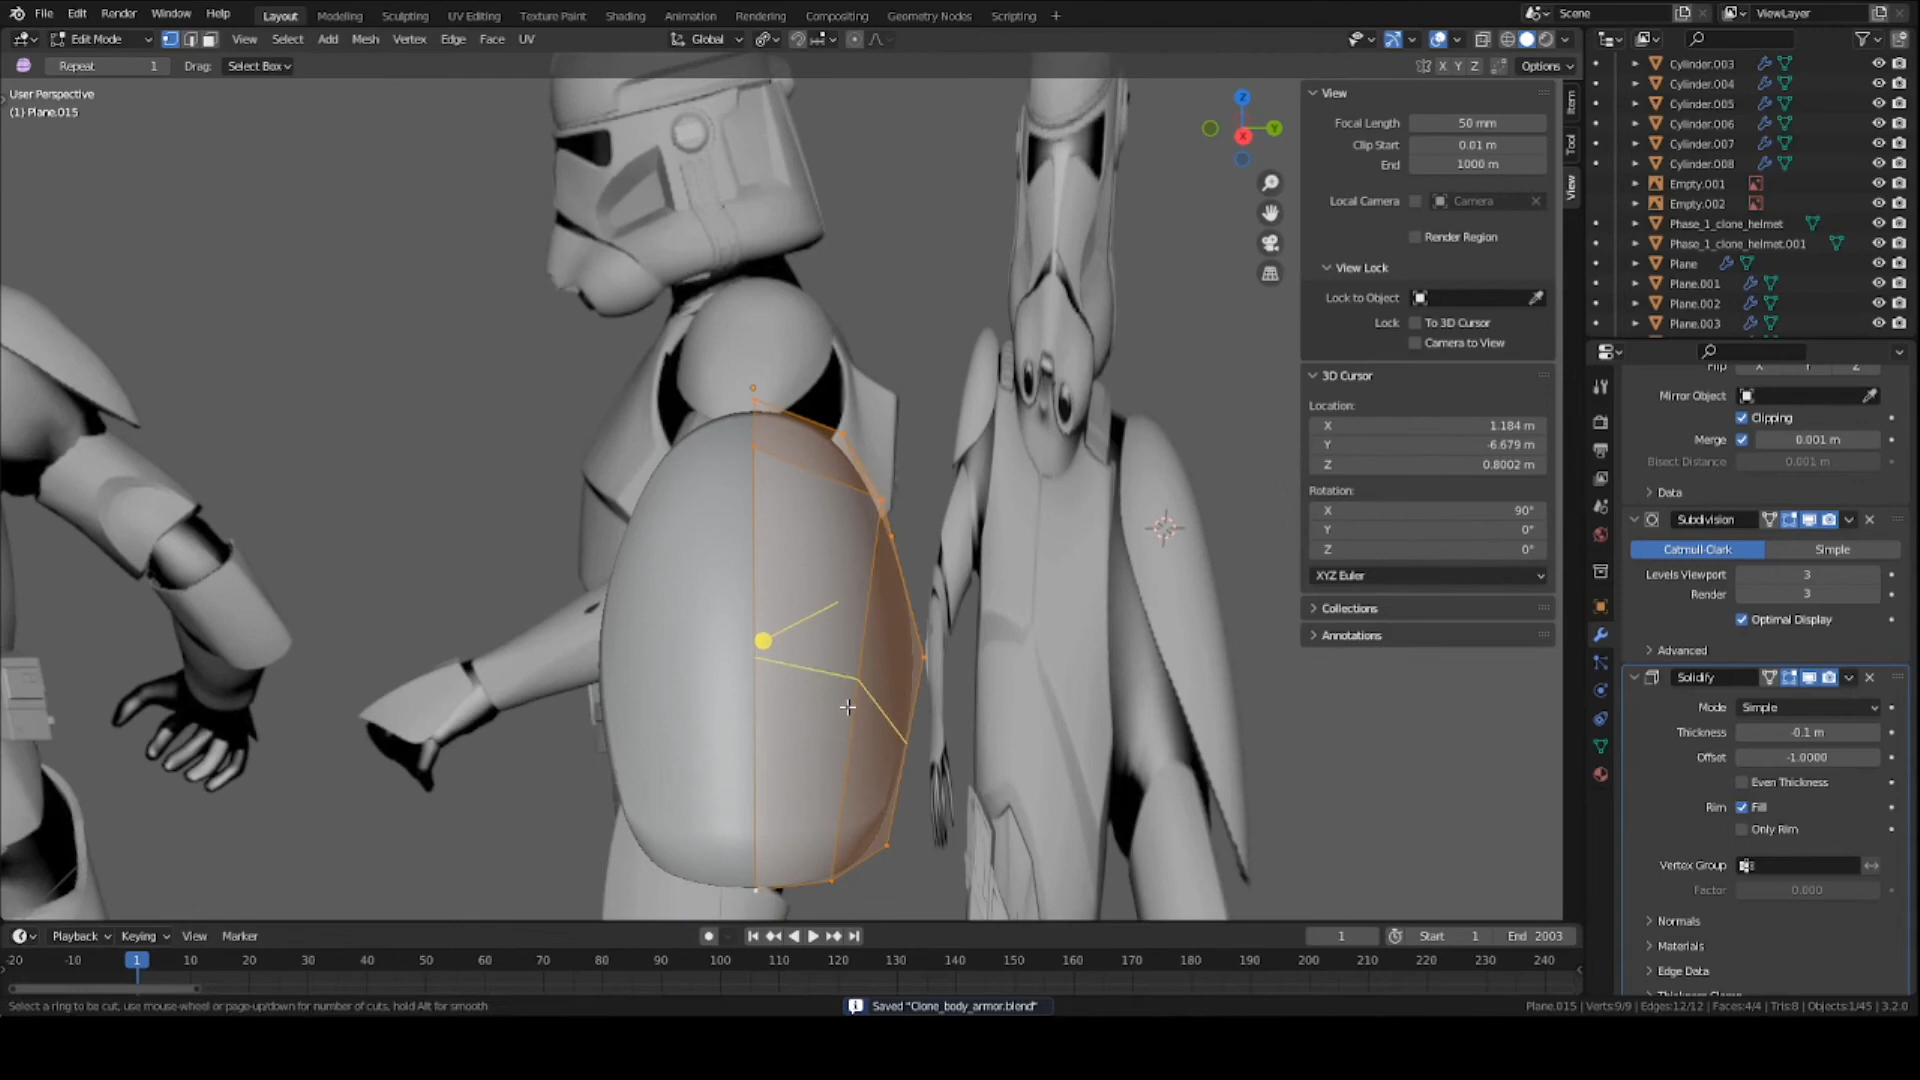 File Edit Render Window Help Layout Modeling Sculpting UV Editing Texture Paint Shading Animation Rendering Compositing Geometry Nodes Scripting + Scene ViewLayer
Edit Mode View Select Add Mesh Vertex Edge Face UV Global
Repeat 1 Drag: Select Box X Y Z Options
User Perspective
(1) Plane.015
Z
Y
X
View
Focal Length 50 mm
Clip Start 0.01 m
End 1000 m
Local Camera Camera
Render Region
View Lock
Lock to Object
Lock To 3D Cursor
Camera to View
3D Cursor
Location:
X 1.184 m
Y -6.679 m
Z 0.8002 m
Rotation:
X 90°
Y 0°
Z 0°
XYZ Euler
Collections
Annotations
Item
Tool
View
Cylinder.003
Cylinder.004
Cylinder.005
Cylinder.006
Cylinder.007
Cylinder.008
Empty.001
Empty.002
Phase_1_clone_helmet
Phase_1_clone_helmet.001
Plane
Plane.001
Plane.002
Plane.003
Flip X Y Z
Mirror Object
Clipping
Merge 0.001 m
Bisect Distance 0.001 m
Data
Subdivision
Catmull-Clark Simple
Levels Viewport 3
Render 3
Optimal Display
Advanced
Solidify
Mode Simple
Thickness -0.1 m
Offset -1.0000
Even Thickness
Rim Fill
Only Rim
Vertex Group
Factor 0.000
Normals
Materials
Edge Data
Thickness Clamp
Playback Keying View Marker 1 Start 1 End 2003
-20 -10 1 10 20 30 40 50 60 70 80 90 100 110 120 130 140 150 160 170 180 190 200 210 220 230 240
Select a ring to be cut, use mouse-wheel or page-up/down for number of cuts, hold Alt for smooth Saved "Clone_body_armor.blend" Plane.015 | Verts:9/9 | Edges:12/12 | Faces:4/4 | Tris:8 | Objects:1/45 | 3.2.0